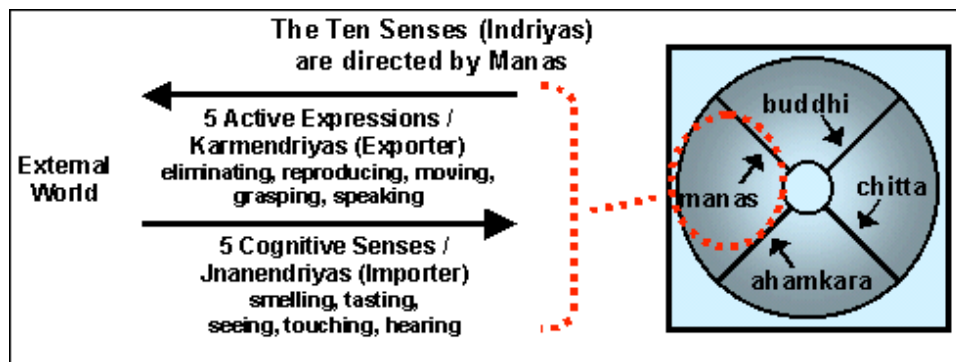 The Ten Senses (Indriyas)
are directed by Manas
5 Active Expressions /
Karmendriyas (Exporter)
eliminating, reproducing, moving,
grasping, speaking
External
World
5 Cognitive Senses /
Jnanendriyas (Importer)
smelling, tasting,
seeing, touching, hearing
buddhi
manas
chitta
ahamkara